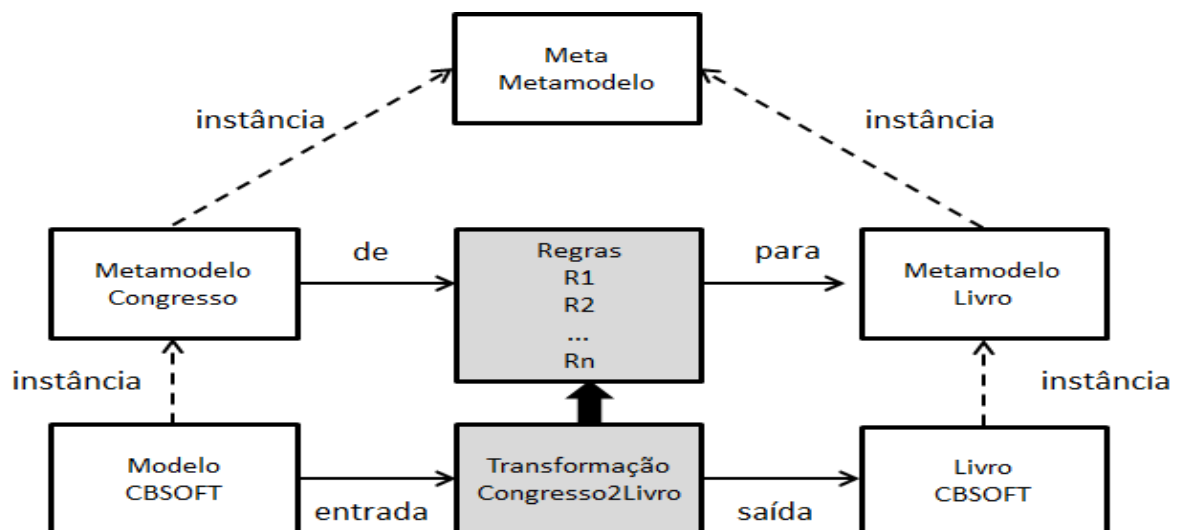 Meta
Metamodelo
instância
instância
Metamodelo
Congresso
de
Regras
R1
R2
...
Rn
para
Metamodelo
Livro
instância
instância
Modelo
CBSOFT
entrada
Transformação
Congresso2Livro
saída
Livro
CBSOFT